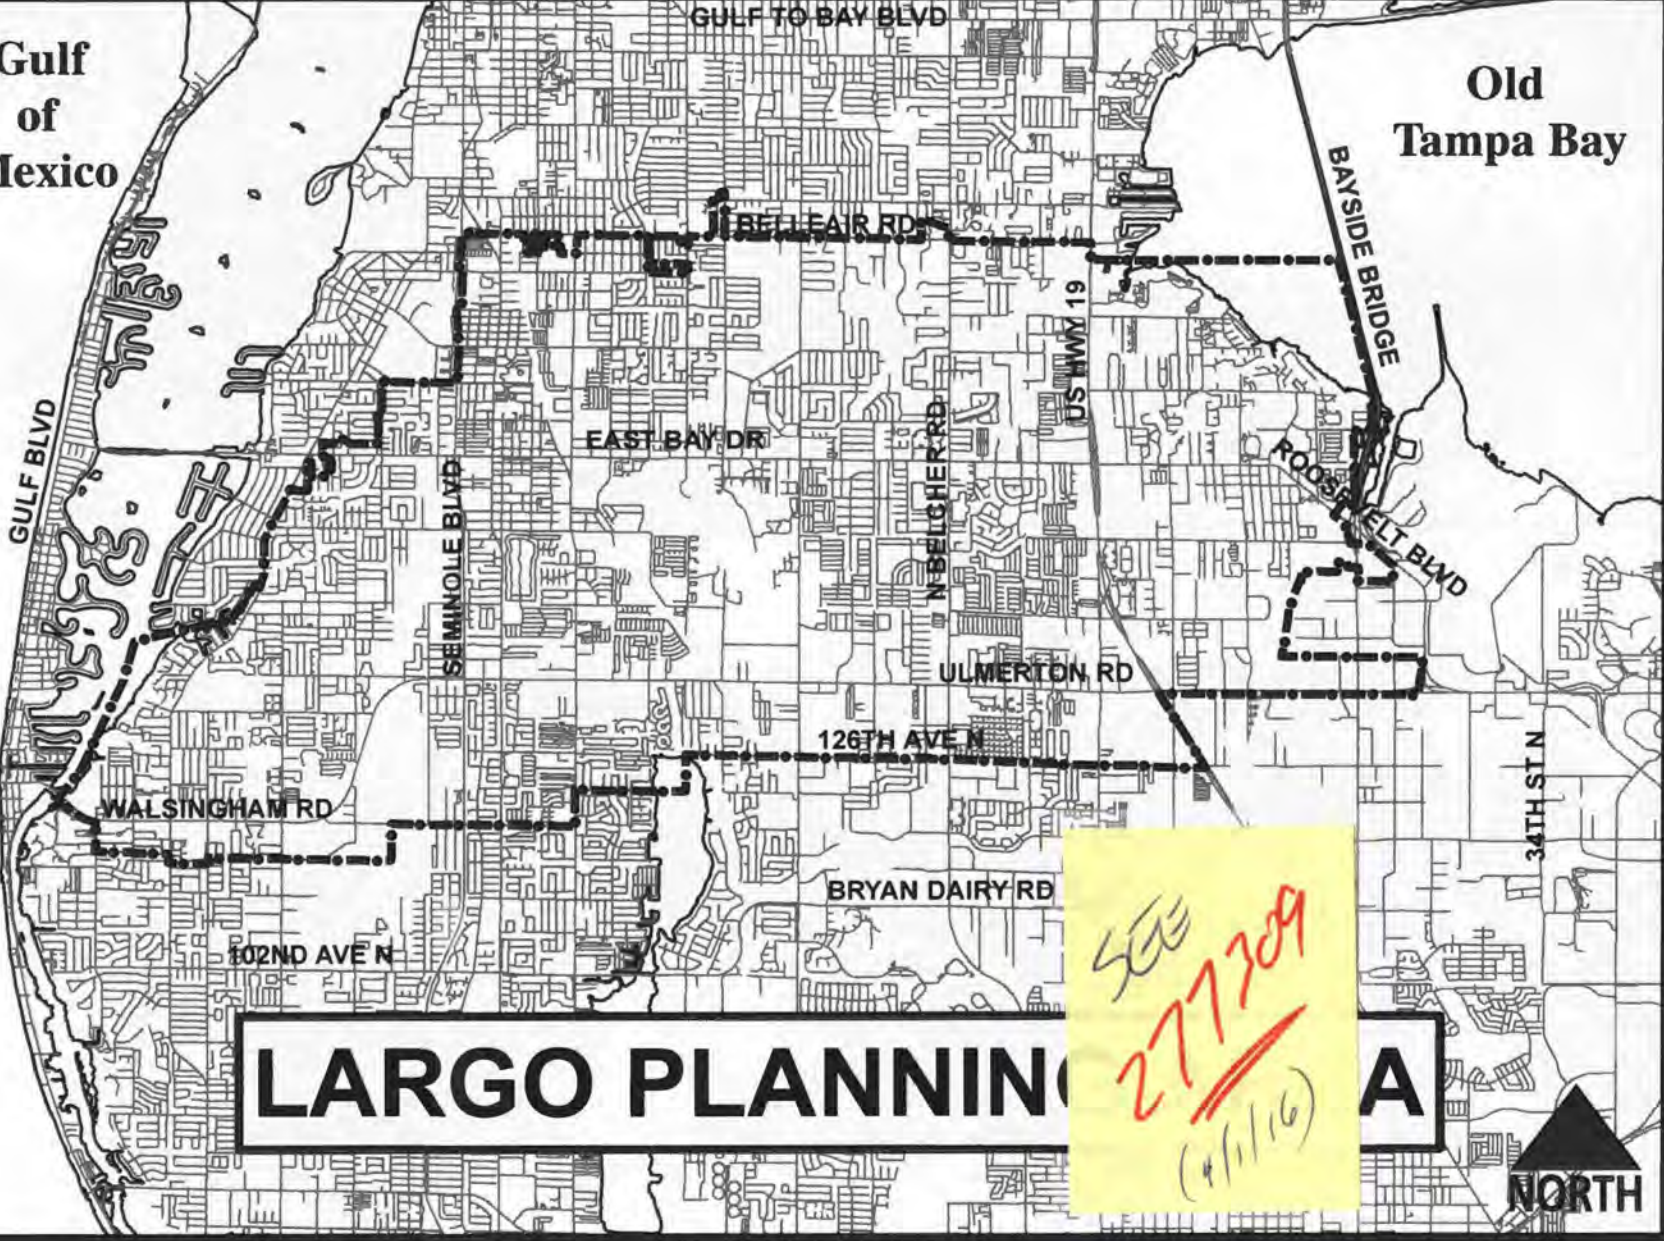 GULF TO BAY BLVD
Gulf
of
Mexico
Old
Tampa Bay
BAYSIDE BRIDGE
BELLEAIR RD
US HWY 19
GULF BLVD
EAST BAY DR
N BELCHER RD
SEMINOLE BLVD
ROOSEVELT BLVD
ULMERTON RD
126TH AVE N
34TH ST N
WALSINGHAM RD
BRYAN DAIRY RD
102ND AVE N
SEE
277309
(4/1/16)
LARGO PLANNING A
NORTH